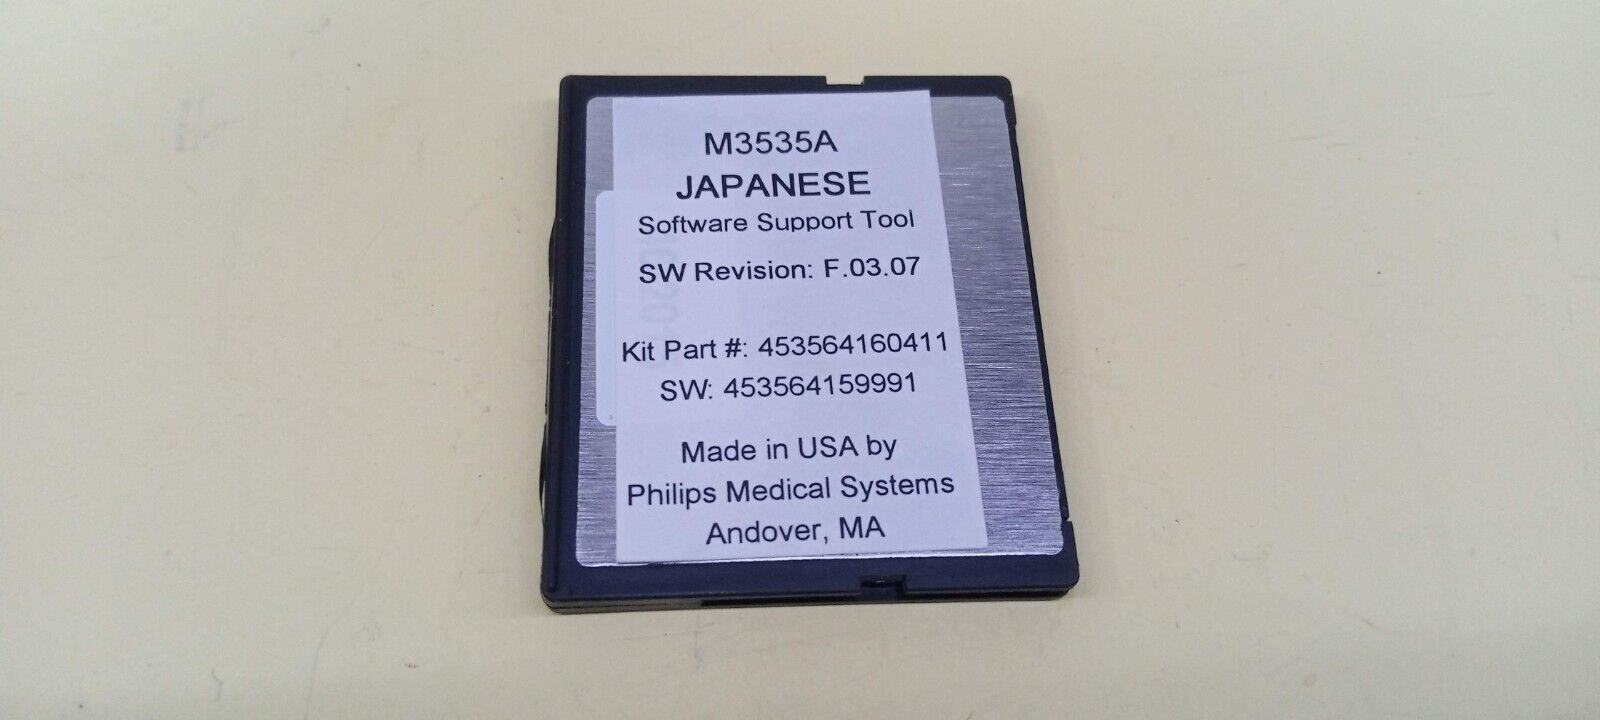 M3535A
JAPANESE
Software Support Tool
SW Revision: F.03.07
Kit Part #: 453564160411
SW: 453564159991
Made in USA by
Philips Medical Systems
Andover, MA